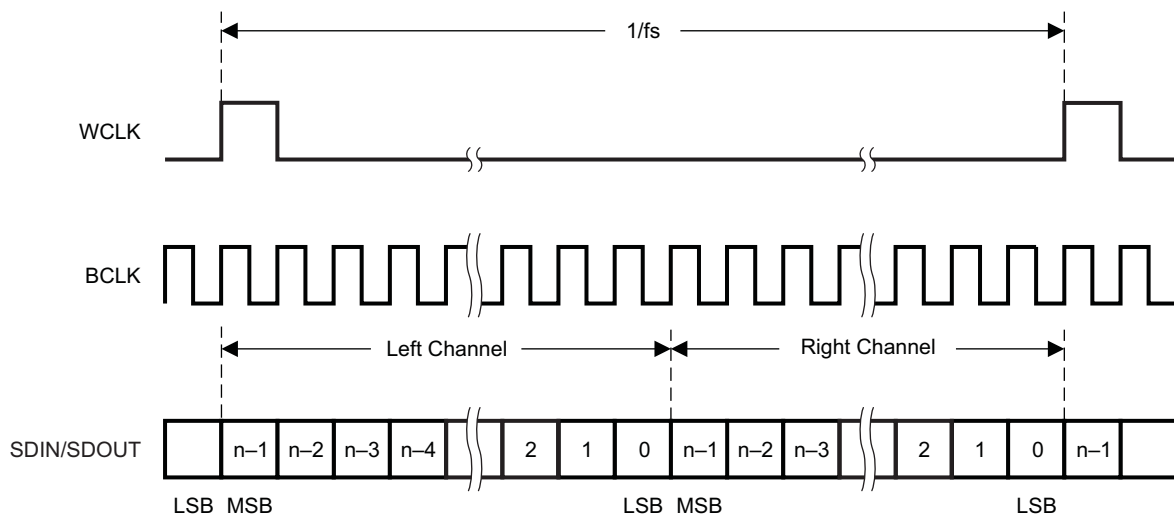 1/fs
WCLK
BCLK
Left Channel
Right Channel
SDIN/SDOUT
n–1 n–2 n–3 n–4 2 1 0 n–1 n–2 n–3 2 1 0 n–1
LSB MSB LSB MSB LSB